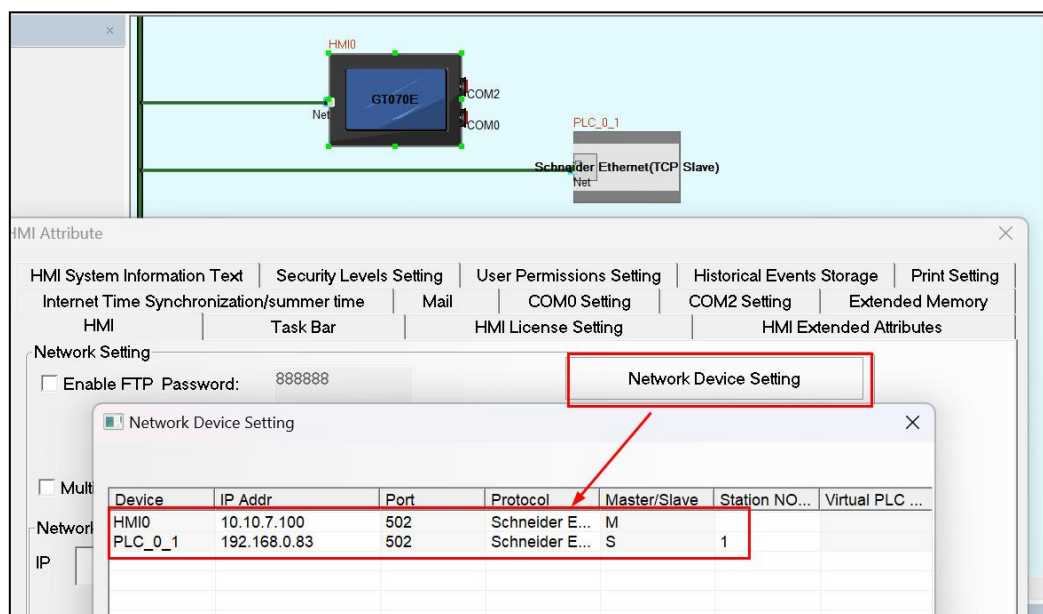 HMI0
GT070E
COM2
Net
COM0
PLC_0_1
Schneider Ethernet(TCP Slave)
Net
HMI Attribute
HMI System Information Text Security Levels Setting User Permissions Setting Historical Events Storage Print Setting
Internet Time Synchronization/summer time Mail COM0 Setting COM2 Setting Extended Memory
HMI Task Bar HMI License Setting HMI Extended Attributes
Network Setting
Enable FTP Password: 888888 Network Device Setting
Network Device Setting
Multi
Device IP Addr Port Protocol Master/Slave Station NO... Virtual PLC ...
HMI0 10.10.7.100 502 Schneider E... M
PLC_0_1 192.168.0.83 502 Schneider E... S 1
Networ
IP